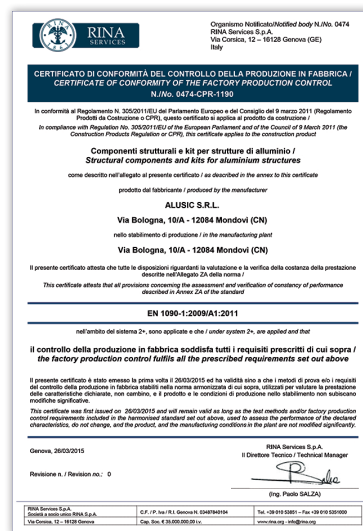 RINA
SERVICES
Organismo Notificato/Notified body N./No. 0474
RINA Services S.p.A.
Via Corsica, 12 – 16128 Genova (GE)
Italy
CERTIFICATO DI CONFORMITÀ DEL CONTROLLO DELLA PRODUZIONE IN FABBRICA /
CERTIFICATE OF CONFORMITY OF THE FACTORY PRODUCTION CONTROL
N./No. 0474-CPR-1190
In conformità al Regolamento N. 305/2011/EU del Parlamento Europeo e del Consiglio del 9 marzo 2011 (Regolamento
Prodotti da Costruzione o CPR), questo certificato si applica al prodotto da costruzione /
In compliance with Regulation No. 305/2011/EU of the European Parliament and of the Council of 9 March 2011 (the
Construction Products Regulation or CPR), this certificate applies to the construction product
Componenti strutturali e kit per strutture di alluminio /
Structural components and kits for aluminium structures
come descritto nell'allegato al presente certificato / as described in the annex to this certificate
prodotto dal fabbricante / produced by the manufacturer
ALUSIC S.R.L.
Via Bologna, 10/A - 12084 Mondovì (CN)
nello stabilimento di produzione / in the manufacturing plant
Via Bologna, 10/A - 12084 Mondovì (CN)
Il presente certificato attesta che tutte le disposizioni riguardanti la valutazione e la verifica della costanza della prestazione
descritte nell'Allegato ZA della norma /
This certificate attests that all provisions concerning the assessment and verification of constancy of performance
described in Annex ZA of the standard
EN 1090-1:2009/A1:2011
nell'ambito del sistema 2+, sono applicate e che / under system 2+, are applied and that
il controllo della produzione in fabbrica soddisfa tutti i requisiti prescritti di cui sopra /
the factory production control fulfils all the prescribed requirements set out above
Il presente certificato è stato emesso la prima volta il 26/03/2015 ed ha validità sino a che i metodi di prova e/o i requisiti
del controllo della produzione in fabbrica stabiliti nella norma armonizzata di cui sopra, utilizzati per valutare la prestazione
delle caratteristiche dichiarate, non cambino, e il prodotto e le condizioni di produzione nello stabilimento non subiscano
modifiche significative.
This certificate was first issued on 26/03/2015 and will remain valid as long as the test methods and/or factory production
control requirements included in the harmonised standard set out above, used to assess the performance of the declared
characteristics, do not change, and the product, and the manufacturing conditions in the plant are not modified significantly.
Genova, 26/03/2015
RINA Services S.p.A.
Il Direttore Tecnico / Technical Manager
Revisione n. / Revision no.: 0
(Ing. Paolo SALZA)
RINA Services S.p.A.
Società a socio unico RINA S.p.A.
C.F. / P. Iva / R.I. Genova N. 03487840104
Tel. +39 010 53851 – Fax +39 010 5351000
Via Corsica, 12 - 16128 Genova
Cap. Soc. € 35.000.000,00 i.v.
www.rina.org - info@rina.org